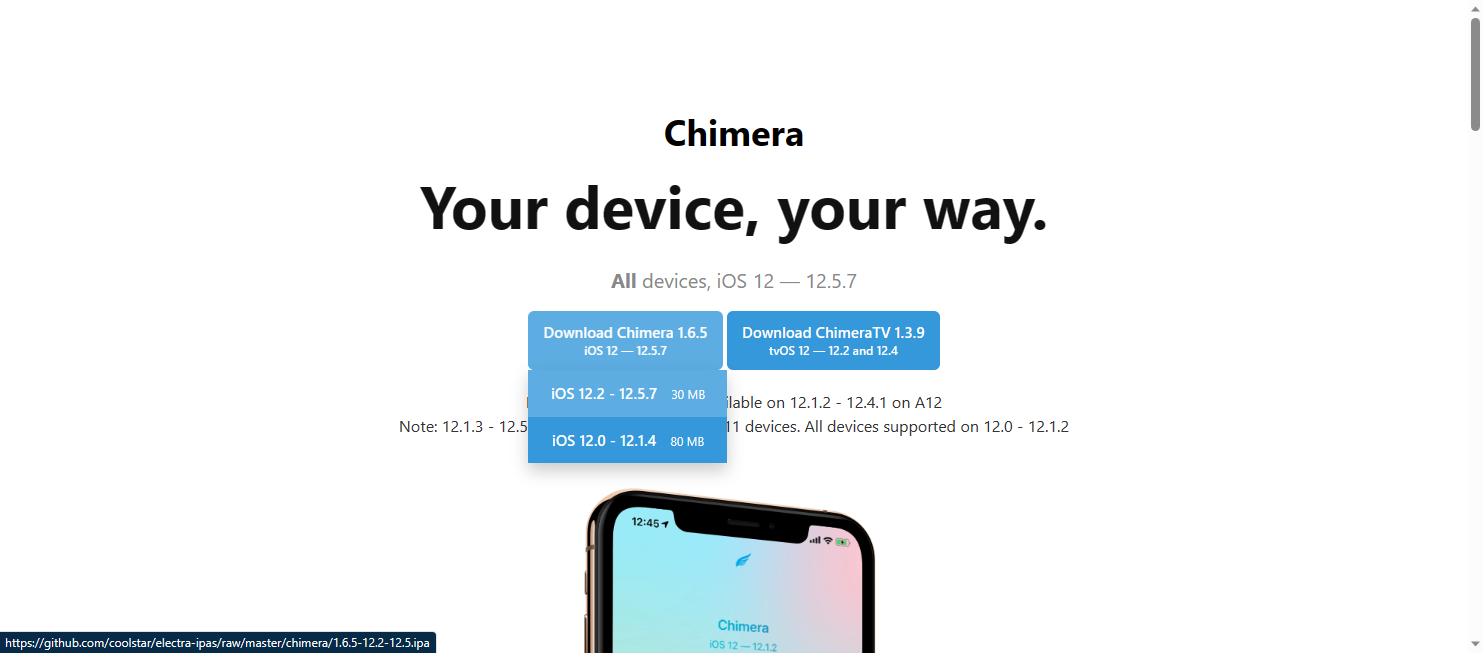 Chimera
Your device, your way.
All devices, iOS 12 — 12.5.7
Download Chimera 1.6.5
iOS 12 — 12.5.7
Download ChimeraTV 1.3.9
tvOS 12 — 12.2 and 12.4
iOS 12.2 - 12.5.7 30 MB
on 12.1.2 - 12.4.1 on A12
iOS 12.0 - 12.1.4 80 MB
Note: 12.1.3 - 12.5 11 devices. All devices supported on 12.0 - 12.1.2
12:45
Chimera
iOS 12 — 12.1.2
https://github.com/coolstar/electra-ipas/raw/master/chimera/1.6.5-12.2-12.5.ipa